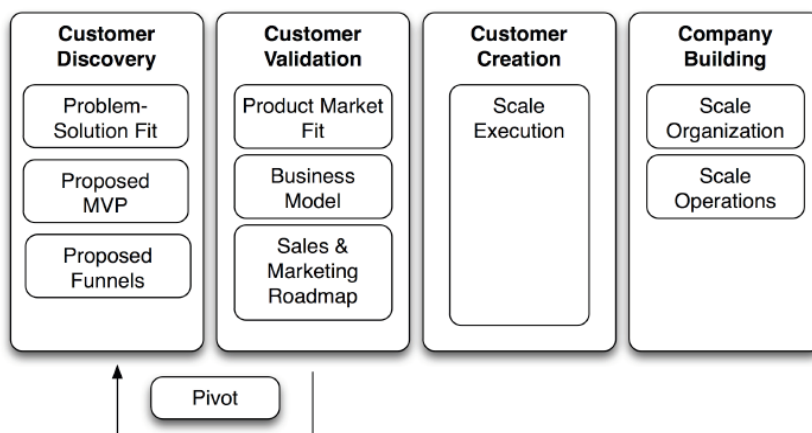 Customer
Discovery
Problem-
Solution Fit
Proposed
MVP
Proposed
Funnels
Customer
Validation
Product Market
Fit
Business
Model
Sales &
Marketing
Roadmap
Customer
Creation
Scale
Execution
Company
Building
Scale
Organization
Scale
Operations
Pivot